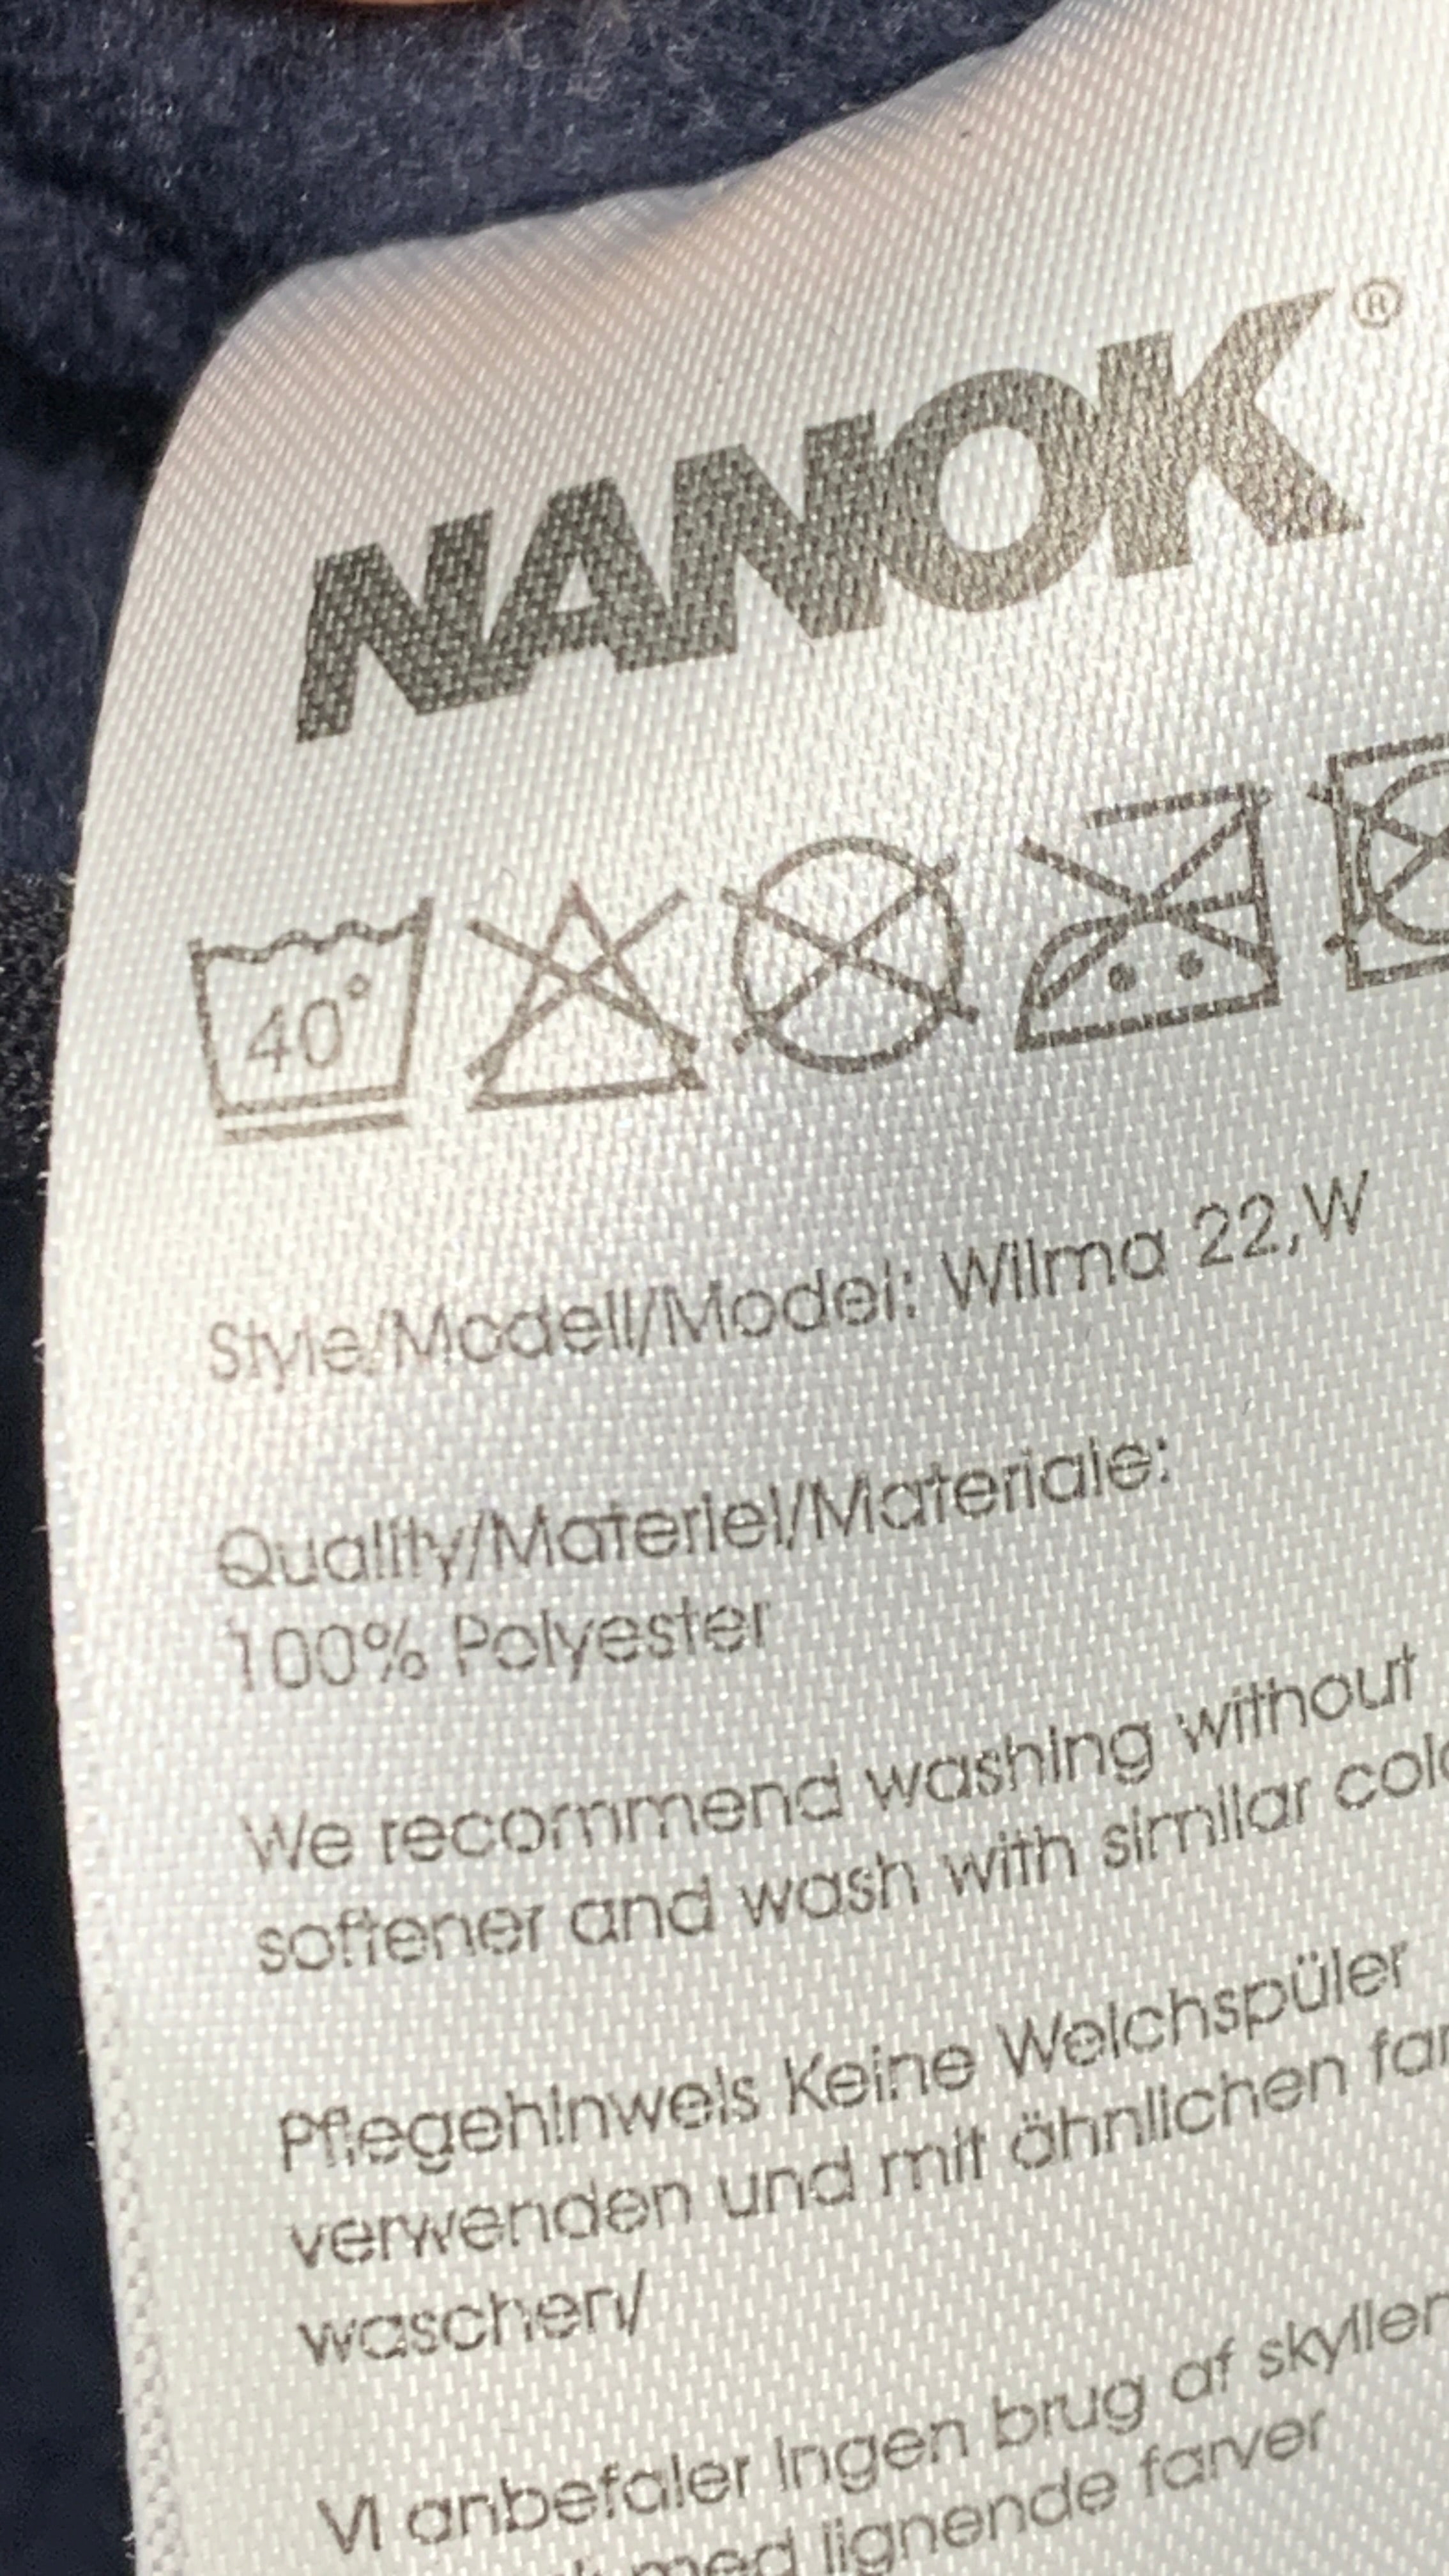 NANOK®
40°
Style/Modell/Model: Wilma 22,W
Quality/Materiel/Materiale:
100% Polyester
We recommend washing without
softener and wash with similar
Pflegehinweis Keine Weichspüler
verwenden und mit ähnlichen
waschen/
Vi anbefaler ingen brug af
med lignende farver